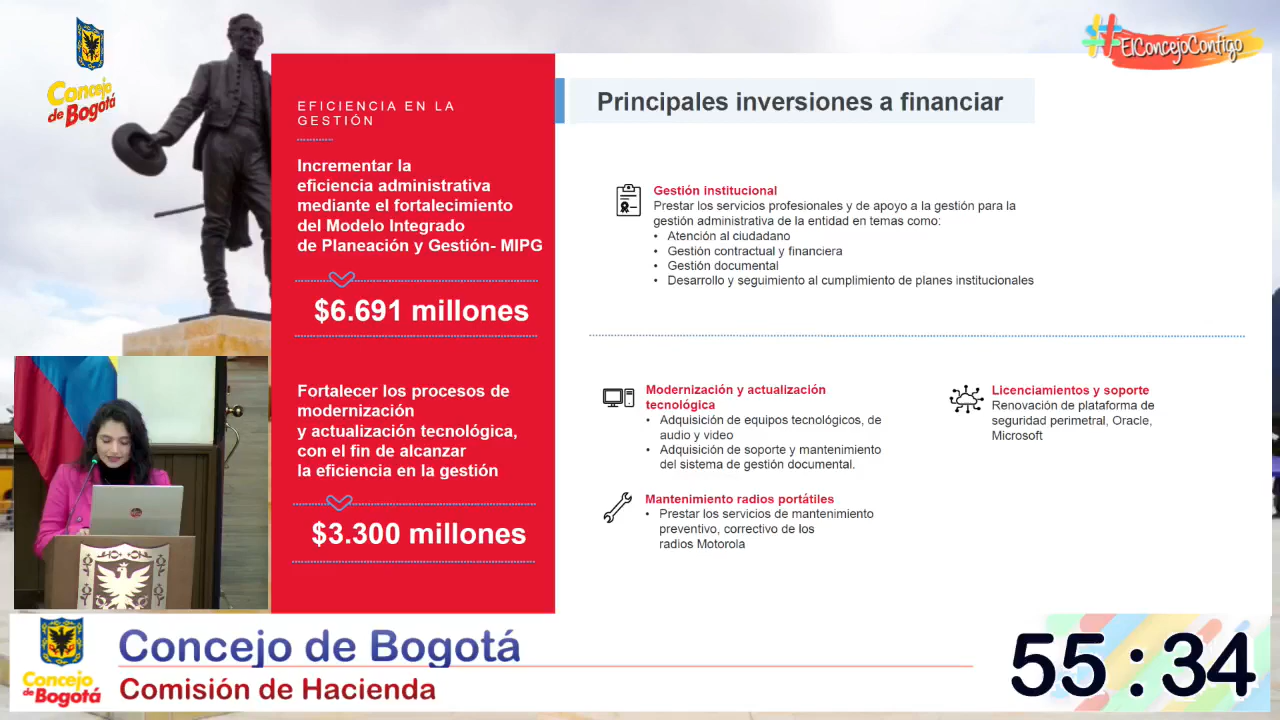 Concejo
de Bogotá
#ElConcejoContigo
EFICIENCIA EN LA
GESTIÓN
Incrementar la
eficiencia administrativa
mediante el fortalecimiento
del Modelo Integrado
de Planeación y Gestión- MIPG
$6.691 millones
Fortalecer los procesos de
modernización
y actualización tecnológica,
con el fin de alcanzar
la eficiencia en la gestión
$3.300 millones
Principales inversiones a financiar
Gestión institucional
Prestar los servicios profesionales y de apoyo a la gestión para la
gestión administrativa de la entidad en temas como:
• Atención al ciudadano
• Gestión contractual y financiera
• Gestión documental
• Desarrollo y seguimiento al cumplimiento de planes institucionales
Modernización y actualización
tecnológica
• Adquisición de equipos tecnológicos, de
audio y video
• Adquisición de soporte y mantenimiento
del sistema de gestión documental.
Mantenimiento radios portátiles
• Prestar los servicios de mantenimiento
preventivo, correctivo de los
radios Motorola
Licenciamientos y soporte
Renovación de plataforma de
seguridad perimetral, Oracle,
Microsoft
Concejo
de Bogotá
Concejo de Bogotá
Comisión de Hacienda
55:34